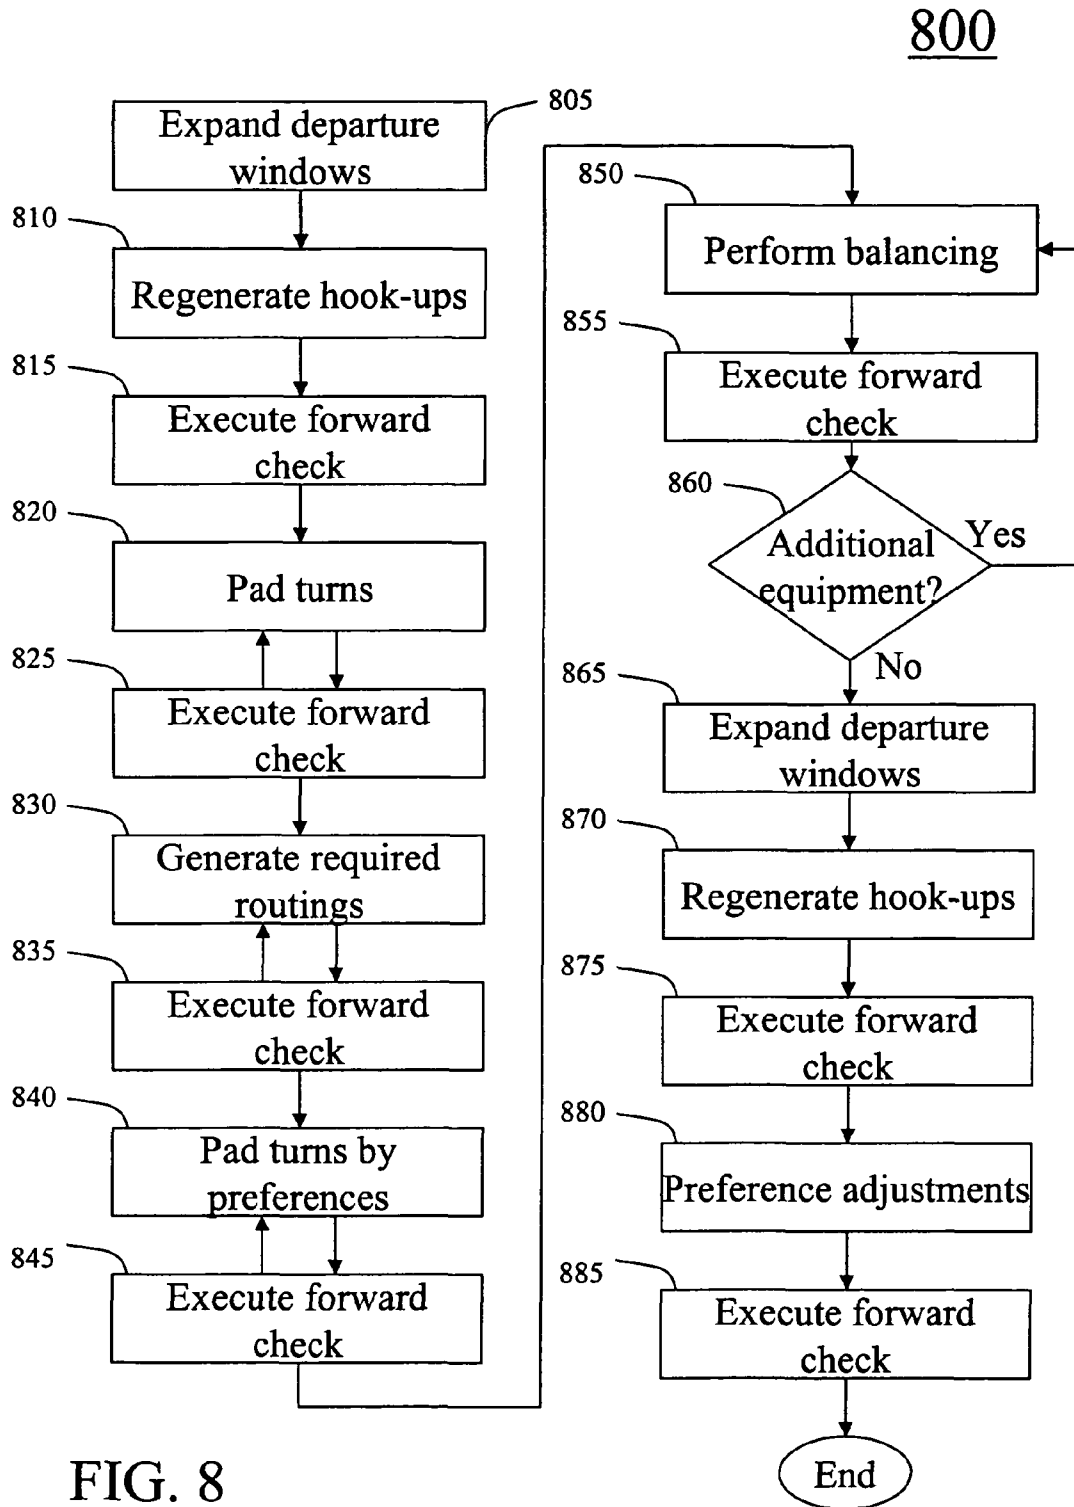 800
805
Expand departure
windows
810
Regenerate hook-ups
815
Execute forward
check
820
Pad turns
825
Execute forward
check
830
Generate required
routings
835
Execute forward
check
840
Pad turns by
preferences
845
Execute forward
check
850
Perform balancing
855
Execute forward
check
860
Additional
equipment?
Yes
No
865
Expand departure
windows
870
Regenerate hook-ups
875
Execute forward
check
880
Preference adjustments
885
Execute forward
check
End
FIG. 8